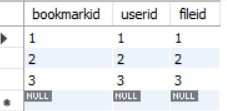 bookmarkid userid fileid
1 1 1
2 2 2
3 3 3
NULL NULL NULL